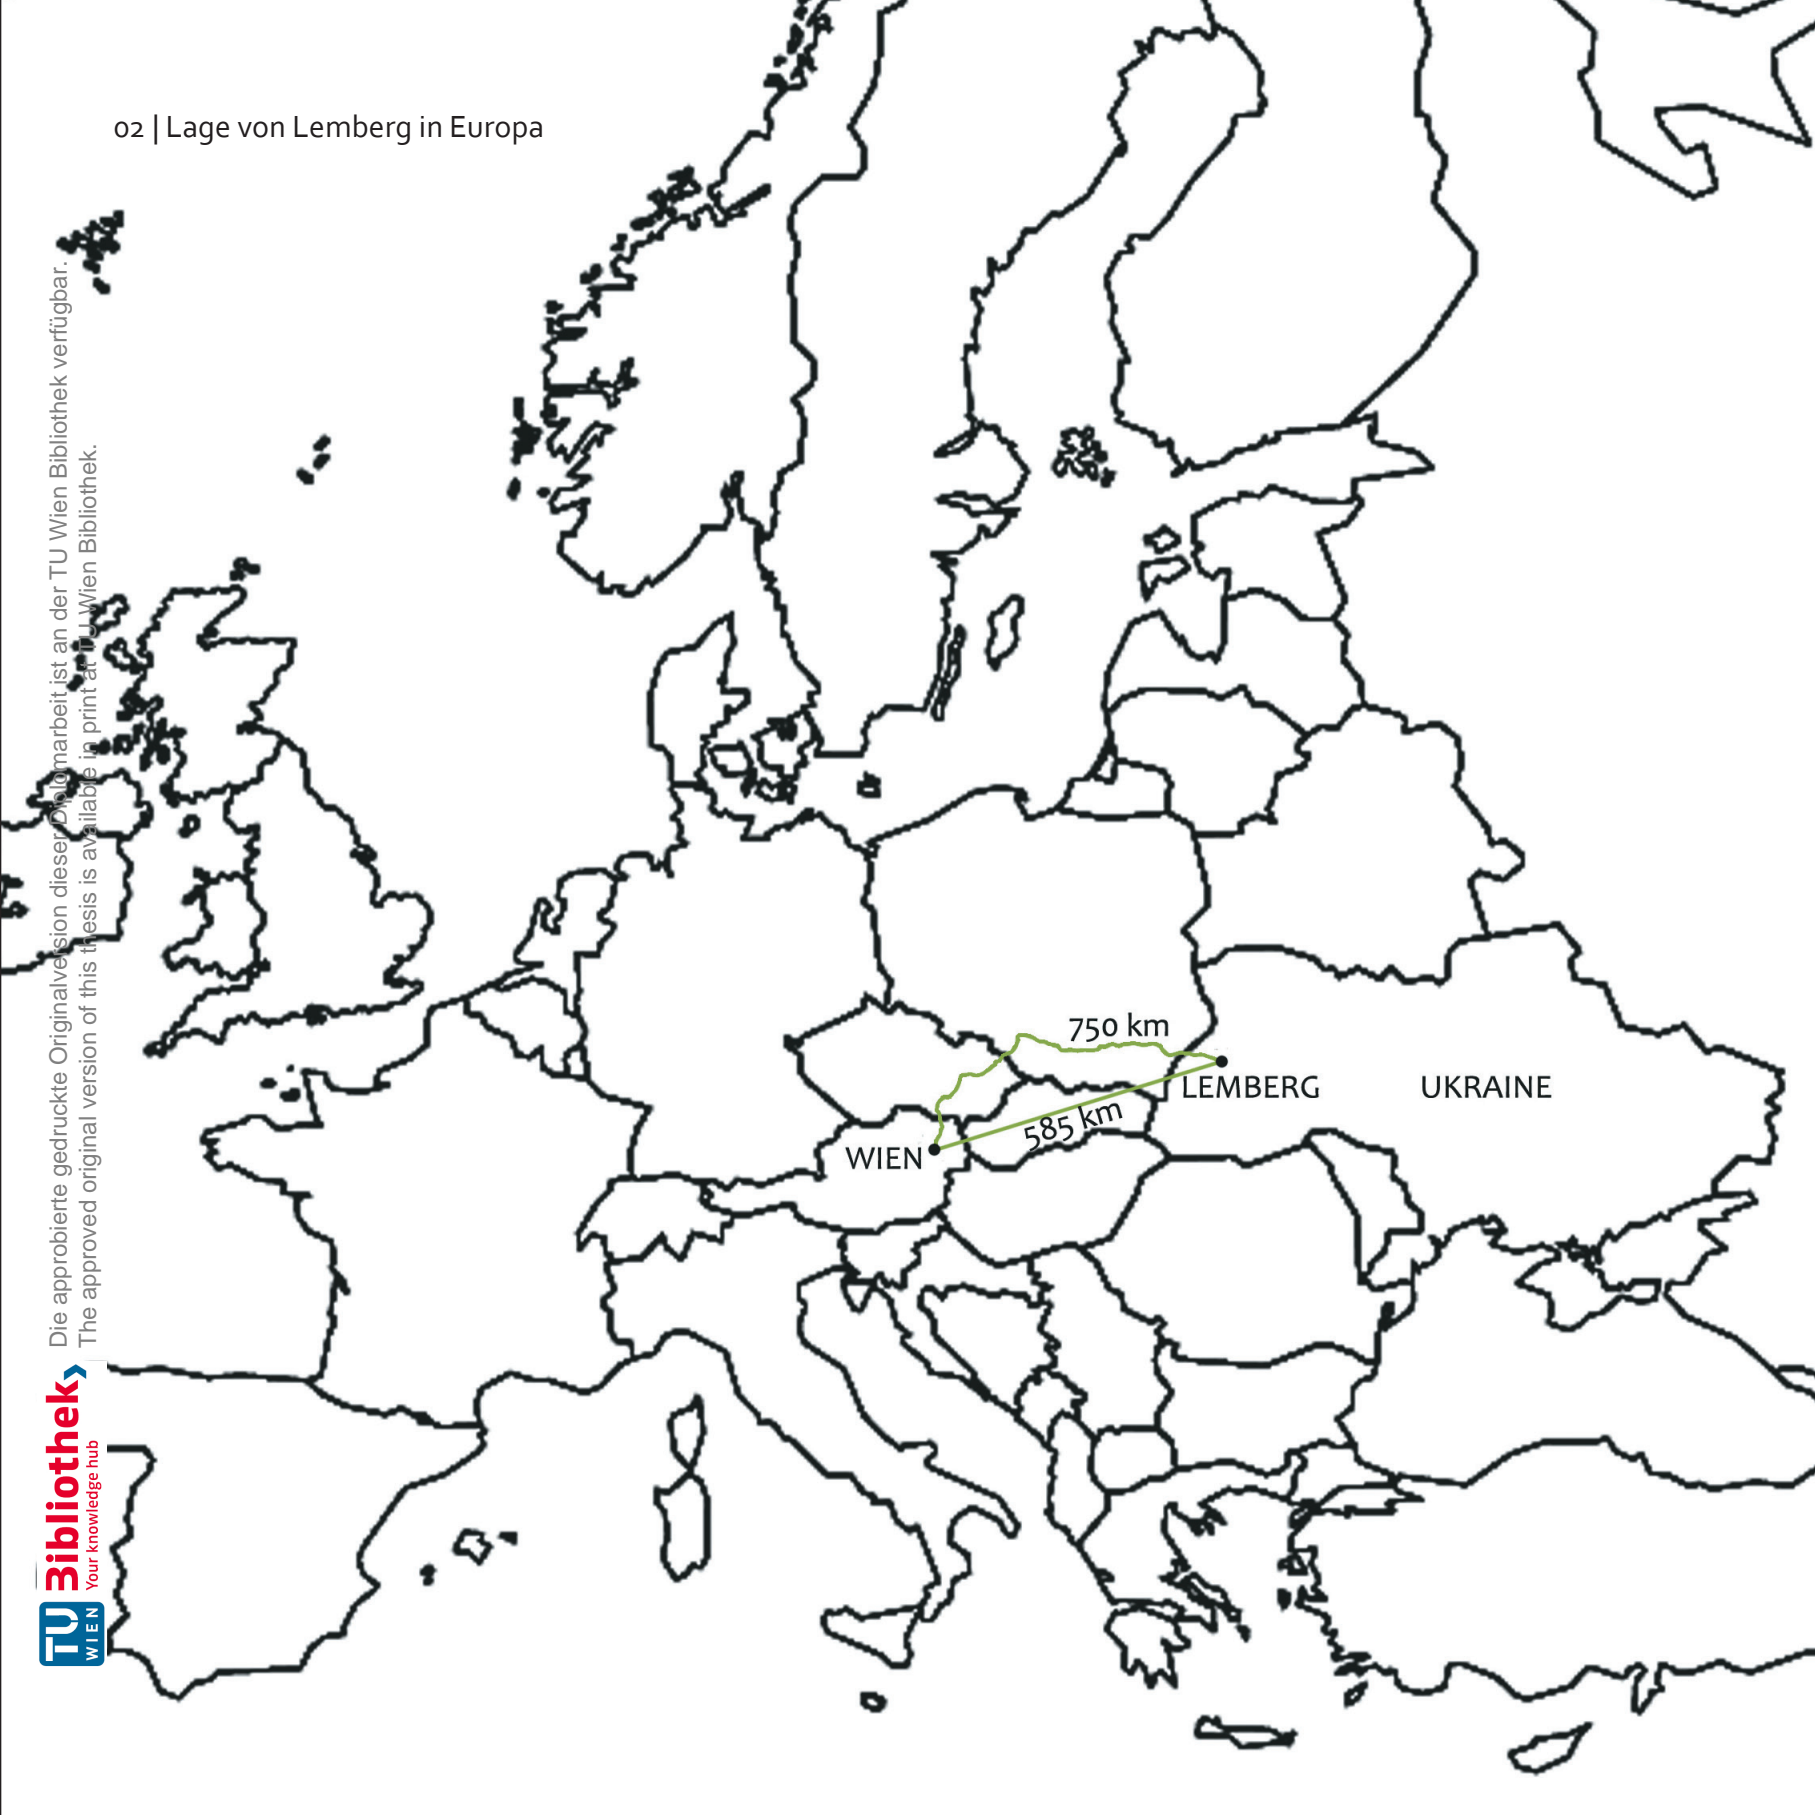 02 | Lage von Lemberg in Europa
750 km
LEMBERG
UKRAINE
585 km
WIEN
Die approbierte gedruckte Originalversion dieser Diplomarbeit ist an der TU Wien Bibliothek verfügbar.
The approved original version of this thesis is available in print at TU Wien Bibliothek.
Bibliothek
Your knowledge hub
TU
WIEN